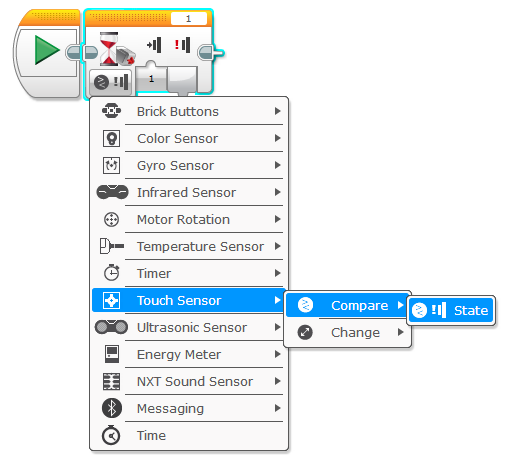 1
1
Brick Buttons
Color Sensor
Gyro Sensor
Infrared Sensor
Motor Rotation
Temperature Sensor
Timer
Touch Sensor
Compare
State
Ultrasonic Sensor
Change
Energy Meter
NXT Sound Sensor
Messaging
Time